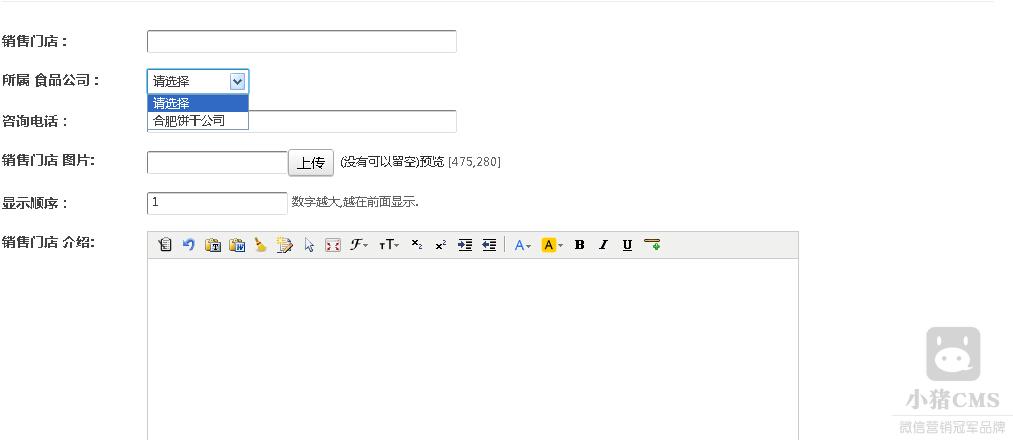 销售门店：
所属 食品公司： 请选择
请选择
合肥饼干公司
咨询电话：
销售门店 图片: 上传 (没有可以留空)预览 [475,280]
显示顺序： 1 数字越大,越在前面显示.
销售门店 介绍:
小猪CMS
微信营销冠军品牌